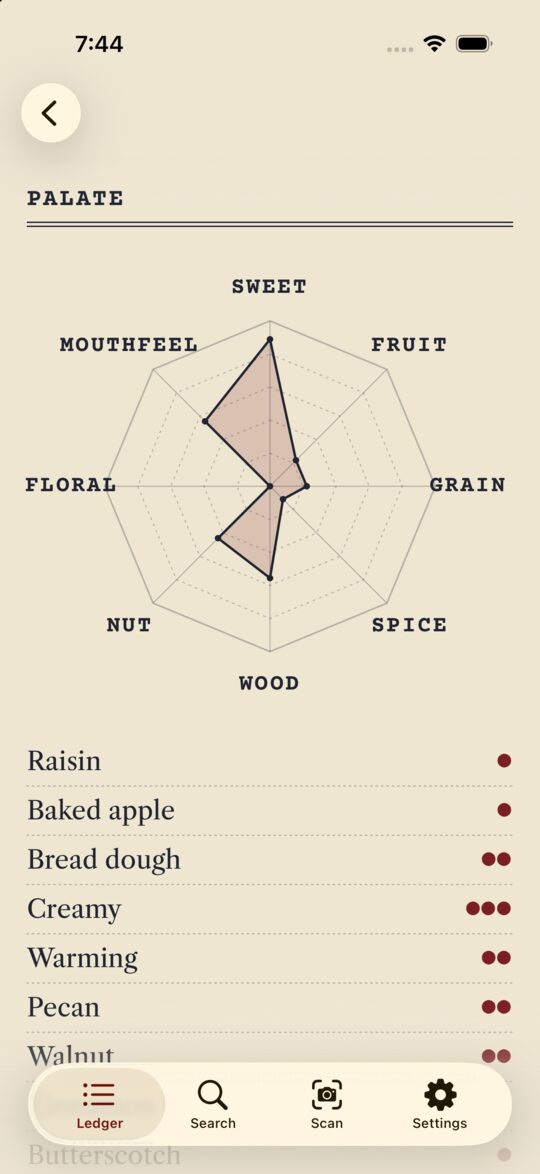 7:44
PALATE
SWEET
MOUTHFEEL
FRUIT
FLORAL
GRAIN
NUT
SPICE
WOOD
Raisin
Baked apple
Bread dough
Creamy
Warming
Pecan
Walnut
Butterscotch
Ledger
Search
Scan
Settings